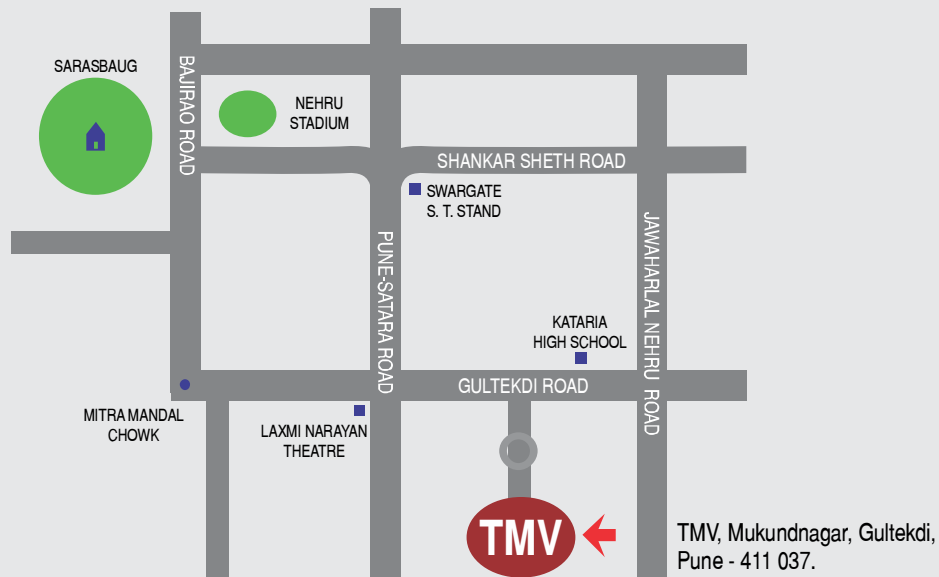 SARASBAUG
BAJIRAO ROAD
NEHRU
STADIUM
SHANKAR SHETH ROAD
SWARGATE
S. T. STAND
PUNE-SATARA ROAD
JAWAHARLAL NEHRU ROAD
KATARIA
HIGH SCHOOL
GULTEKDI ROAD
MITRA MANDAL
CHOWK
LAXMI NARAYAN
THEATRE
TMV
TMV, Mukundnagar, Gultekdi,
Pune - 411 037.